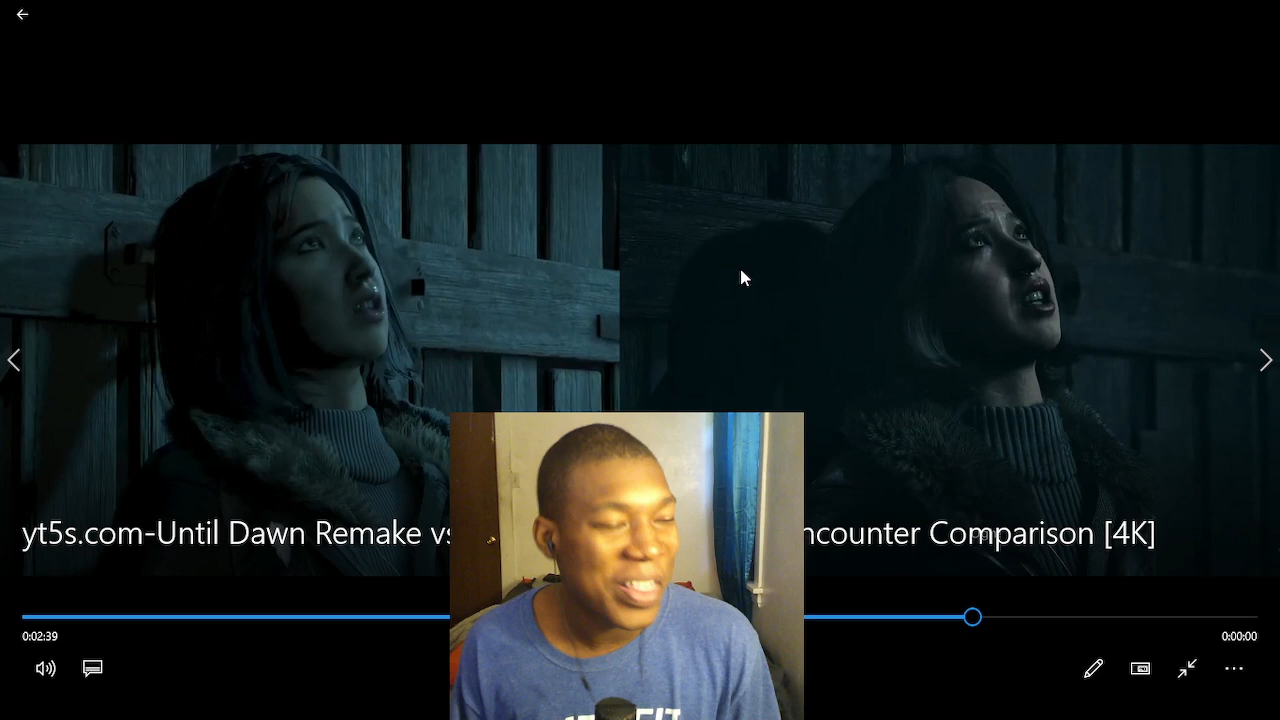 yt5s.com-Until Dawn Remake vs
ncounter Comparison [4K]
0:02:39
0:00:00